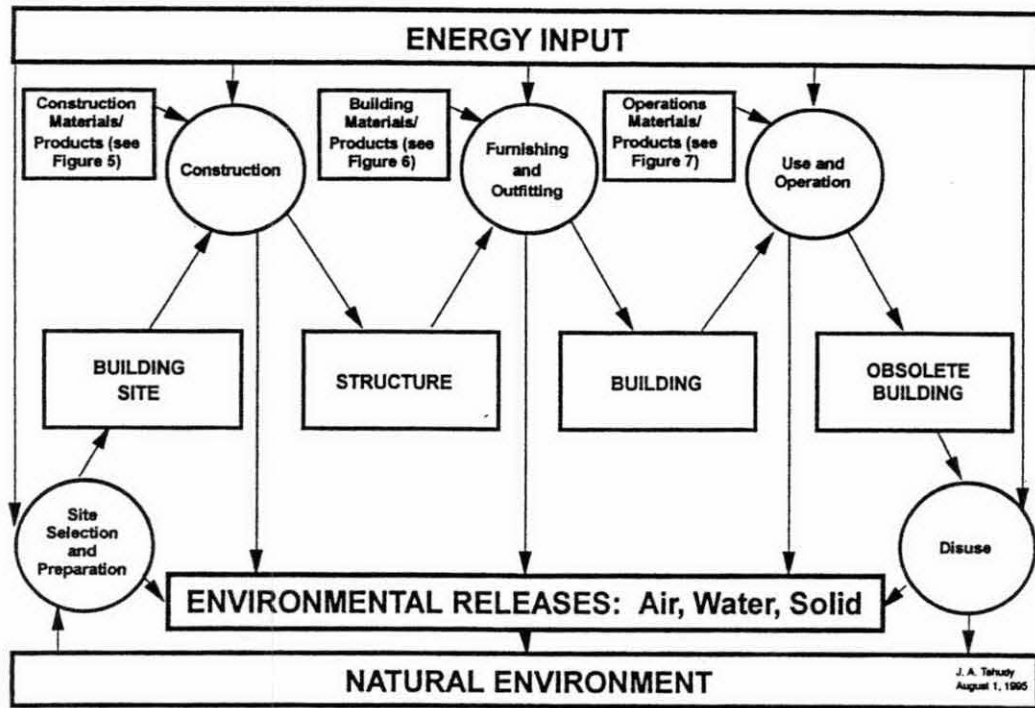 ENERGY INPUT
Construction
Materials/
Products (see
Figure 5)
Construction
Building
Materials/
Products (see
Figure 6)
Furnishing
and
Outfitting
Operations
Materials/
Products (see
Figure 7)
Use and
Operation
BUILDING
SITE
STRUCTURE
BUILDING
OBSOLETE
BUILDING
Site
Selection
and
Preparation
Disuse
ENVIRONMENTAL RELEASES: Air, Water, Solid
NATURAL ENVIRONMENT
J. A. Tshudy
August 1, 1995